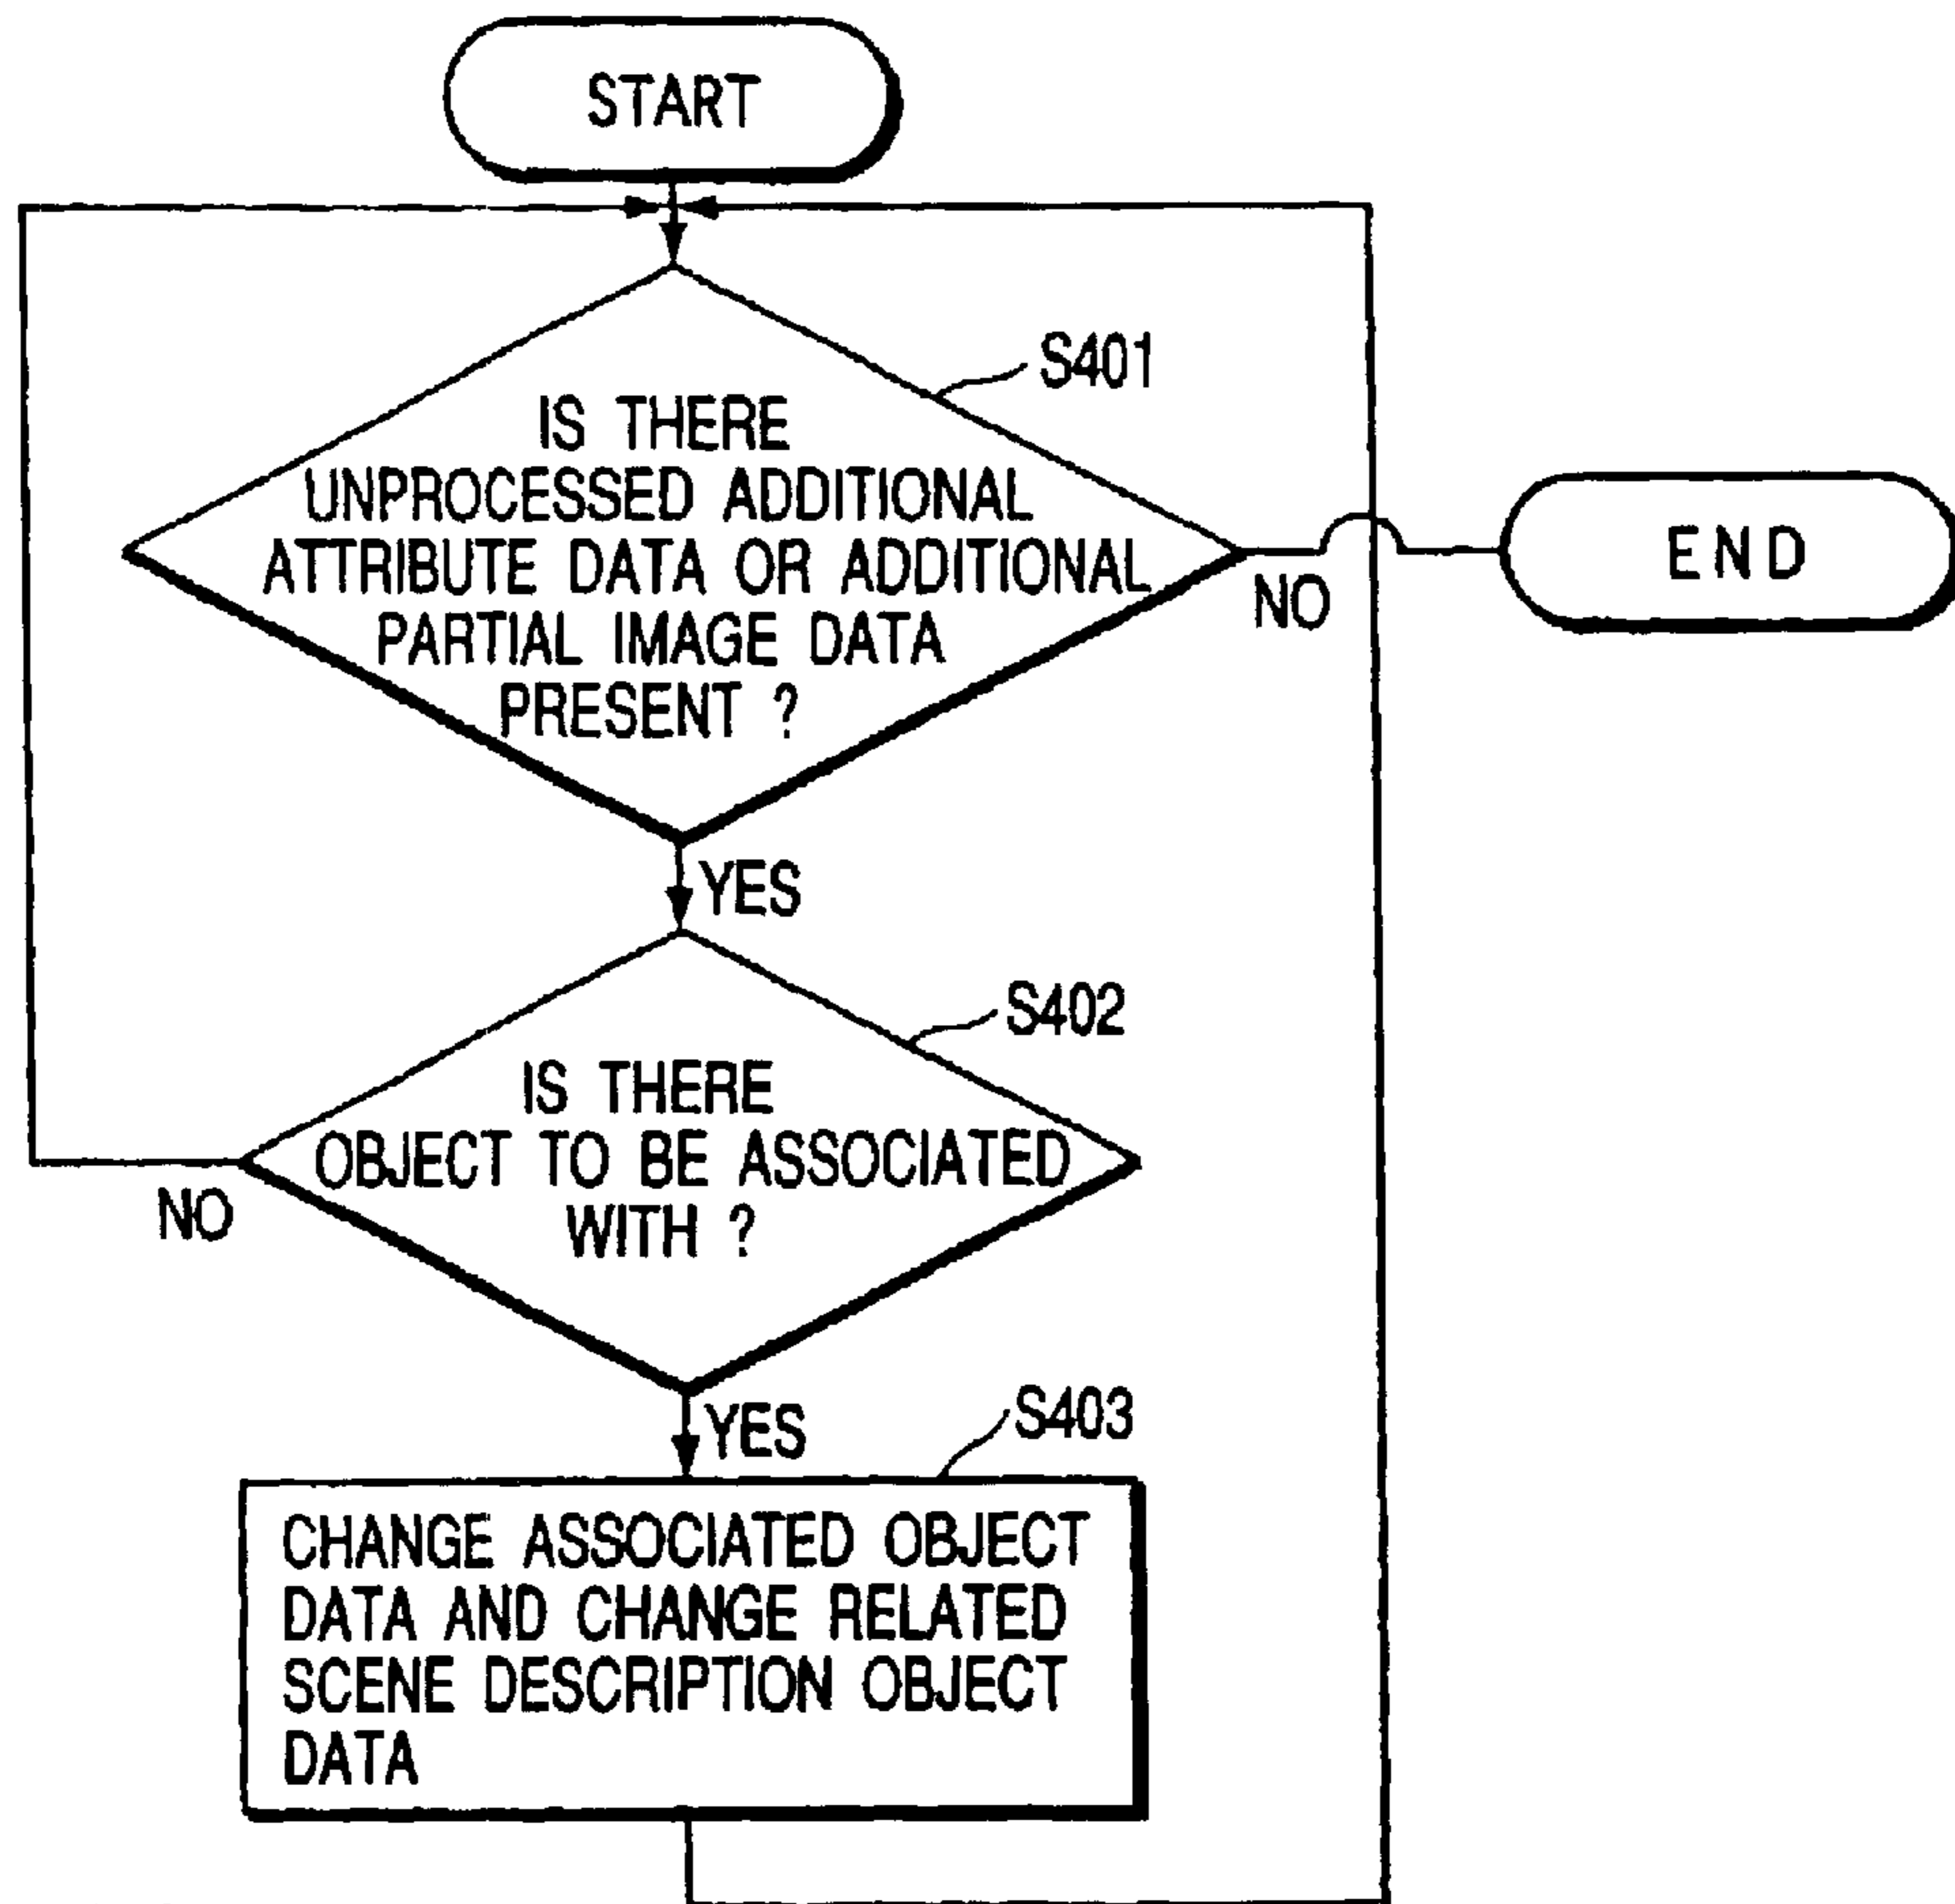 START
S401
IS THERE
UNPROCESSED ADDITIONAL
ATTRIBUTE DATA OR ADDITIONAL
PARTIAL IMAGE DATA
PRESENT ?
NO
END
YES
S402
IS THERE
OBJECT TO BE ASSOCIATED
WITH ?
NO
YES
S403
CHANGE ASSOCIATED OBJECT
DATA AND CHANGE RELATED
SCENE DESCRIPTION OBJECT
DATA